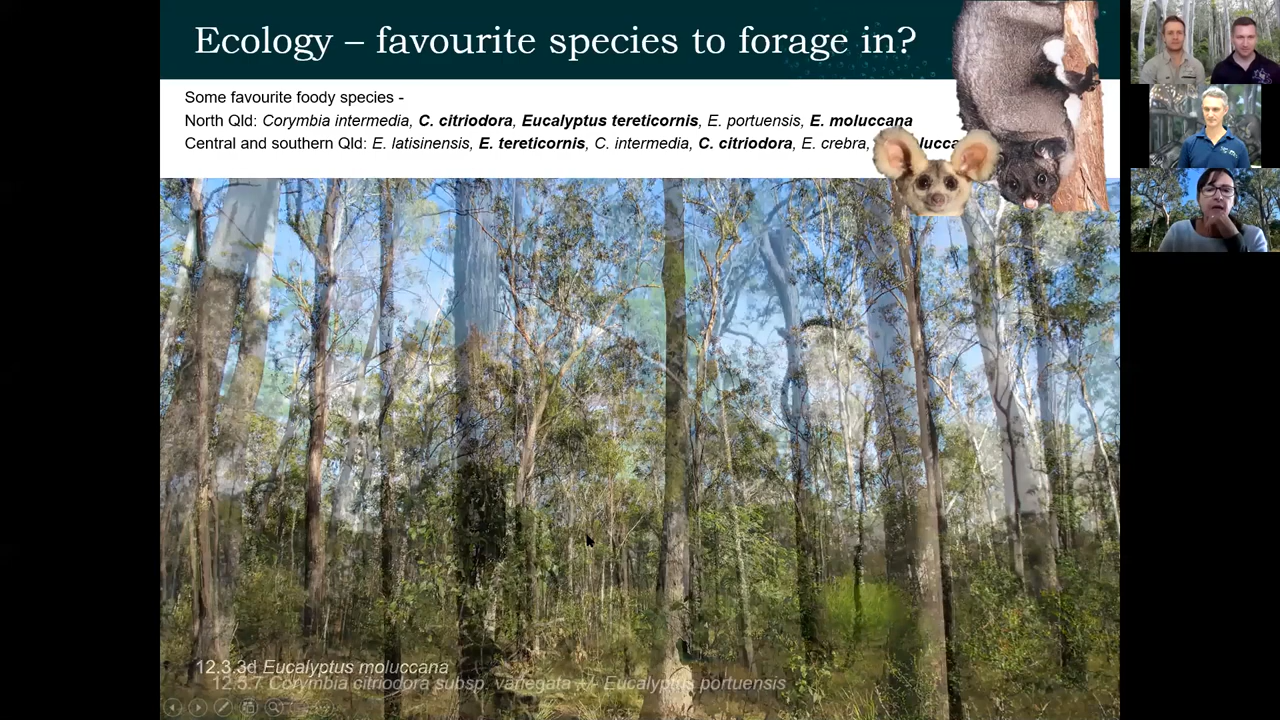 Ecology – favourite species to forage in?
Some favourite foody species -
North Qld: Corymbia intermedia, C. citriodora, Eucalyptus tereticornis, E. portuensis, E. moluccana
Central and southern Qld: E. latisinensis, E. tereticornis, C. intermedia, C. citriodora, E. crebra,
12.3.3d Eucalyptus moluccana
12.5.7 Corymbia citriodora subsp. variegata +/- Eucalyptus portuensis